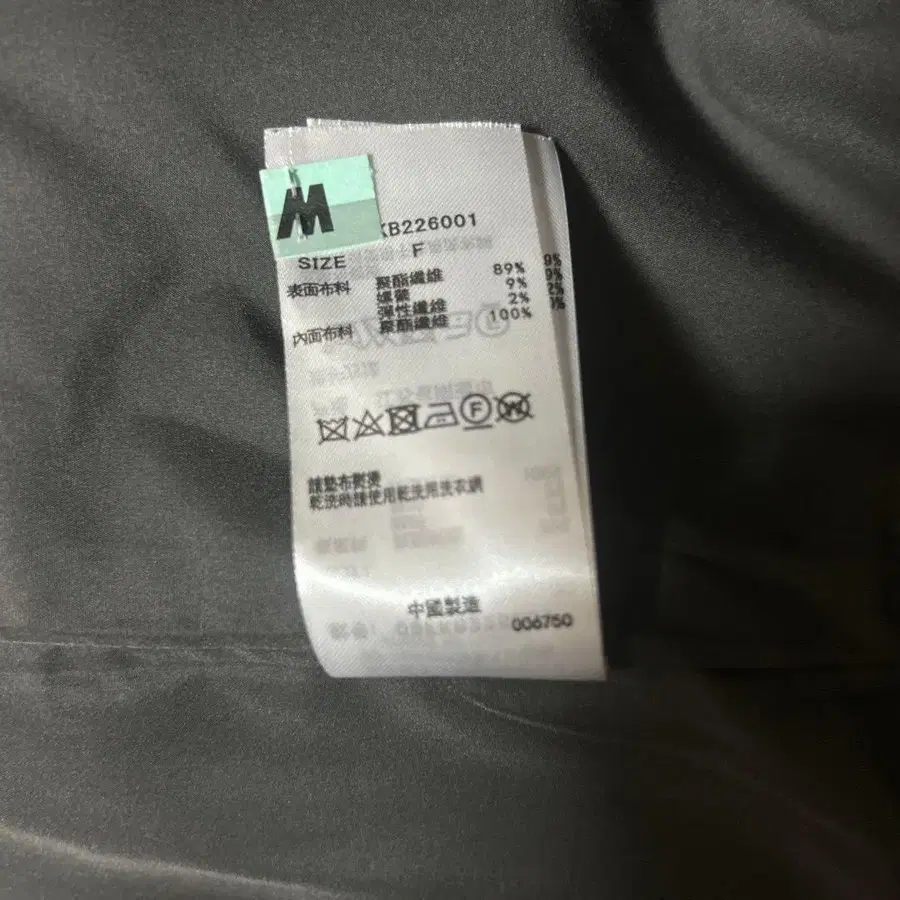 M
XB226001
SIZE F
表面布料 聚酯纖維 89%
嫘縈 9%
彈性纖維 2%
內面布料 聚酯纖維 100%
F
W
請墊布熨燙
乾洗時請使用乾洗用洗衣網
中國製造
006750